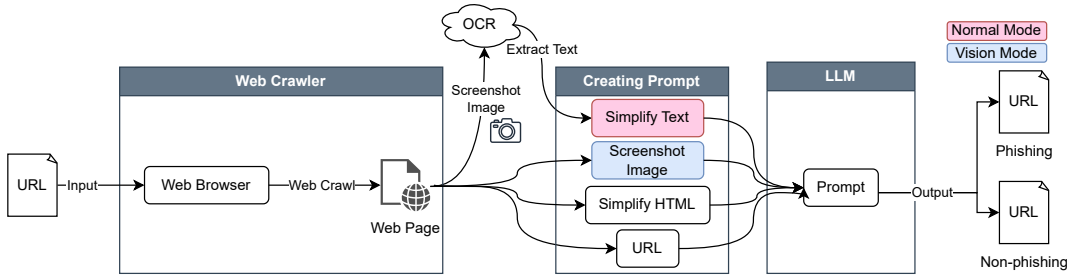 OCR
Extract Text
Normal Mode
Vision Mode
Web Crawler
Creating Prompt
LLM
Screenshot
Image
Simplify Text
Screenshot
Image
Simplify HTML
URL
URL
Input
Web Browser
Web Crawl
Web Page
Prompt
Output
URL
Phishing
URL
Non-phishing